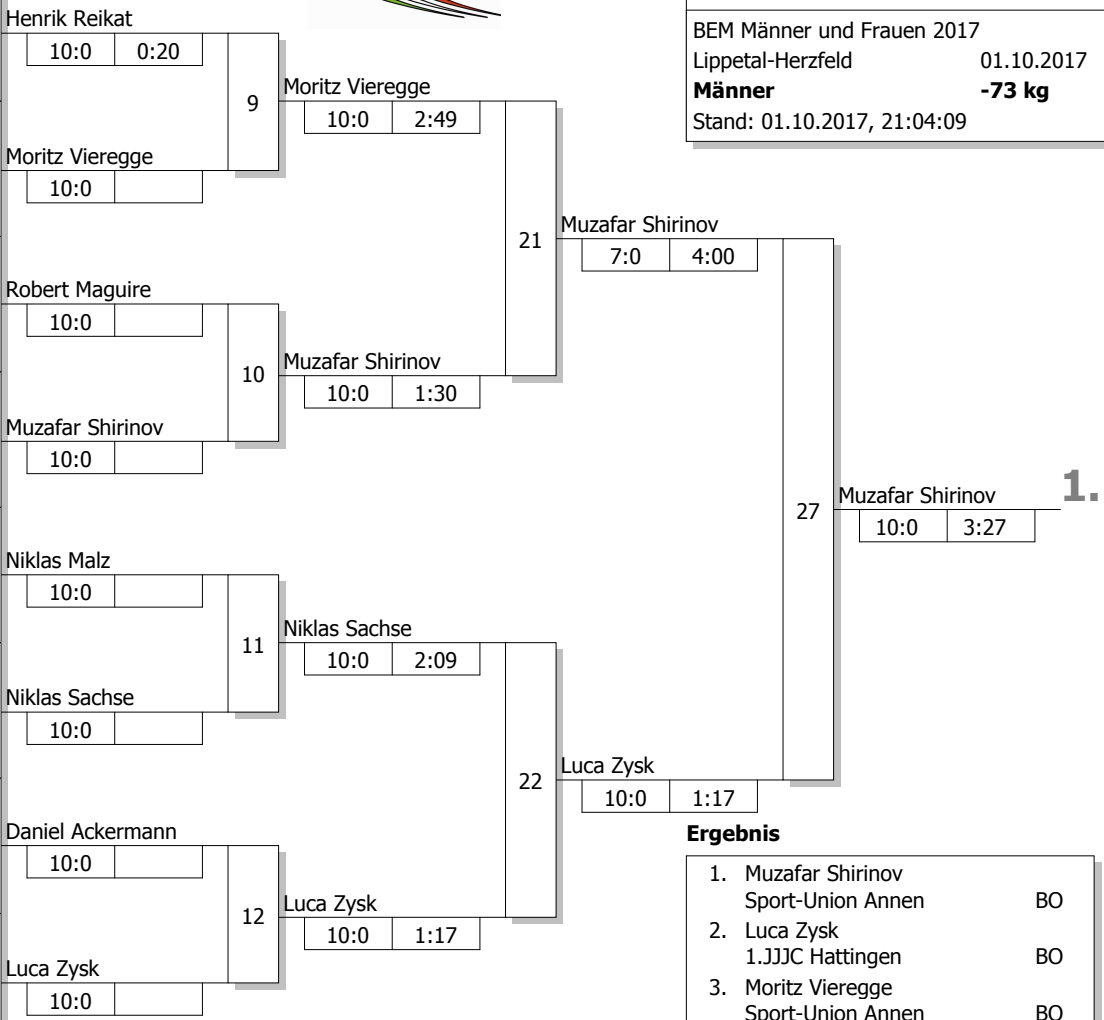 Henrik Reikat
10:0 0:20
9
Moritz Vieregge
10:0
Moritz Vieregge
10:0 2:49
21
Robert Maguire
10:0
10
Muzafar Shirinov
10:0
Muzafar Shirinov
10:0 1:30
Muzafar Shirinov
7:0 4:00
27
Niklas Malz
10:0
11
Niklas Sachse
10:0
Niklas Sachse
10:0 2:09
22
Daniel Ackermann
10:0
12
Luca Zysk
10:0
Luca Zysk
10:0 1:17
Luca Zysk
10:0 1:17
Muzafar Shirinov 1.
10:0 3:27
BEM Männer und Frauen 2017
Lippetal-Herzfeld 01.10.2017
Männer -73 kg
Stand: 01.10.2017, 21:04:09
Ergebnis
1. Muzafar Shirinov
Sport-Union Annen BO
2. Luca Zysk
1.JJJC Hattingen BO
3. Moritz Vieregge
Sport-Union Annen BO